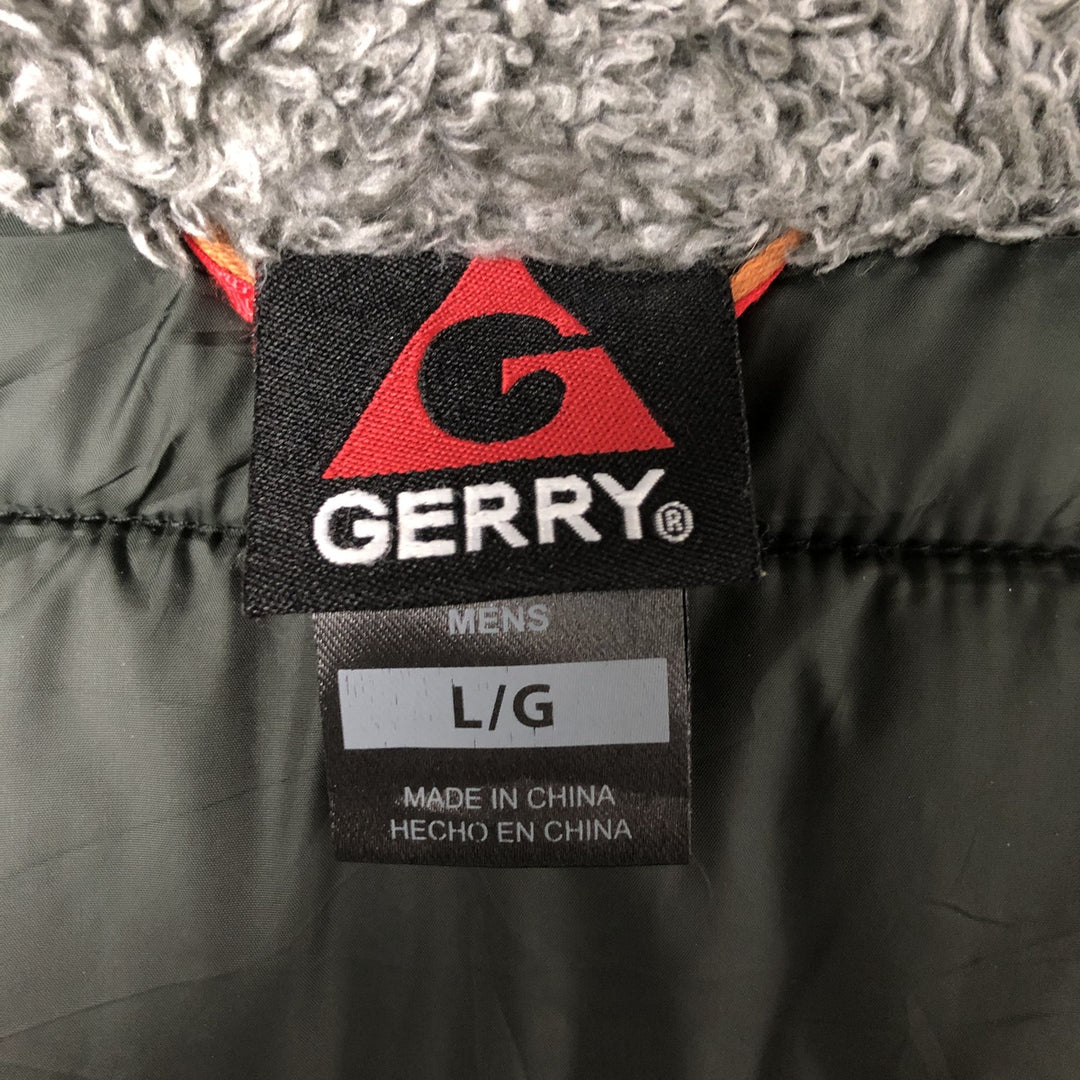 G
GERRY®
MENS
L/G
MADE IN CHINA
HECHO EN CHINA